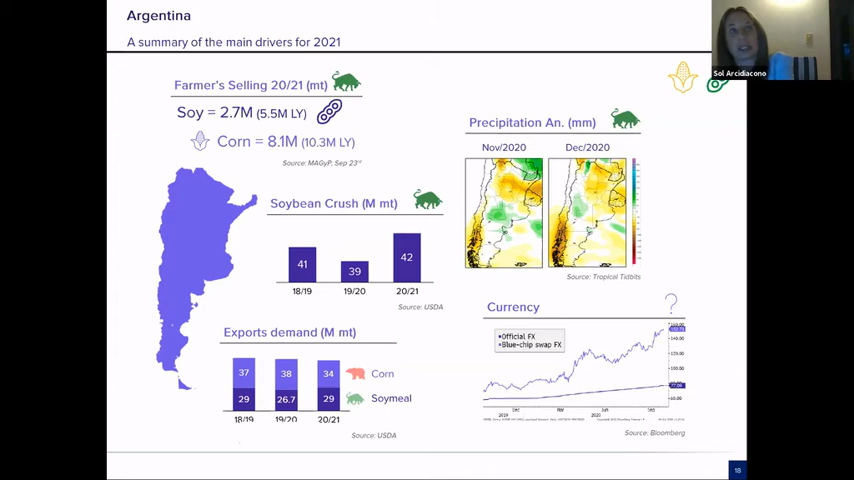 Argentina
A summary of the main drivers for 2021
Sol Arcidiacono
Farmer's Selling 20/21 (mt)
Soy = 2.7M (5.5M LY)
Corn = 8.1M (10.3M LY)
Source: MAGyP, Sep 23rd
Soybean Crush (M mt)
41
39
42
18/19
19/20
20/21
Source: USDA
Exports demand (M mt)
37
38
34
Corn
29
26.7
29
Soymeal
18/19
19/20
20/21
Source: USDA
Precipitation An. (mm)
Nov/2020
Dec/2020
Source: Tropical Tidbits
Currency
?
Official FX
Blue-chip swap FX
2019
2020
Source: Bloomberg
18